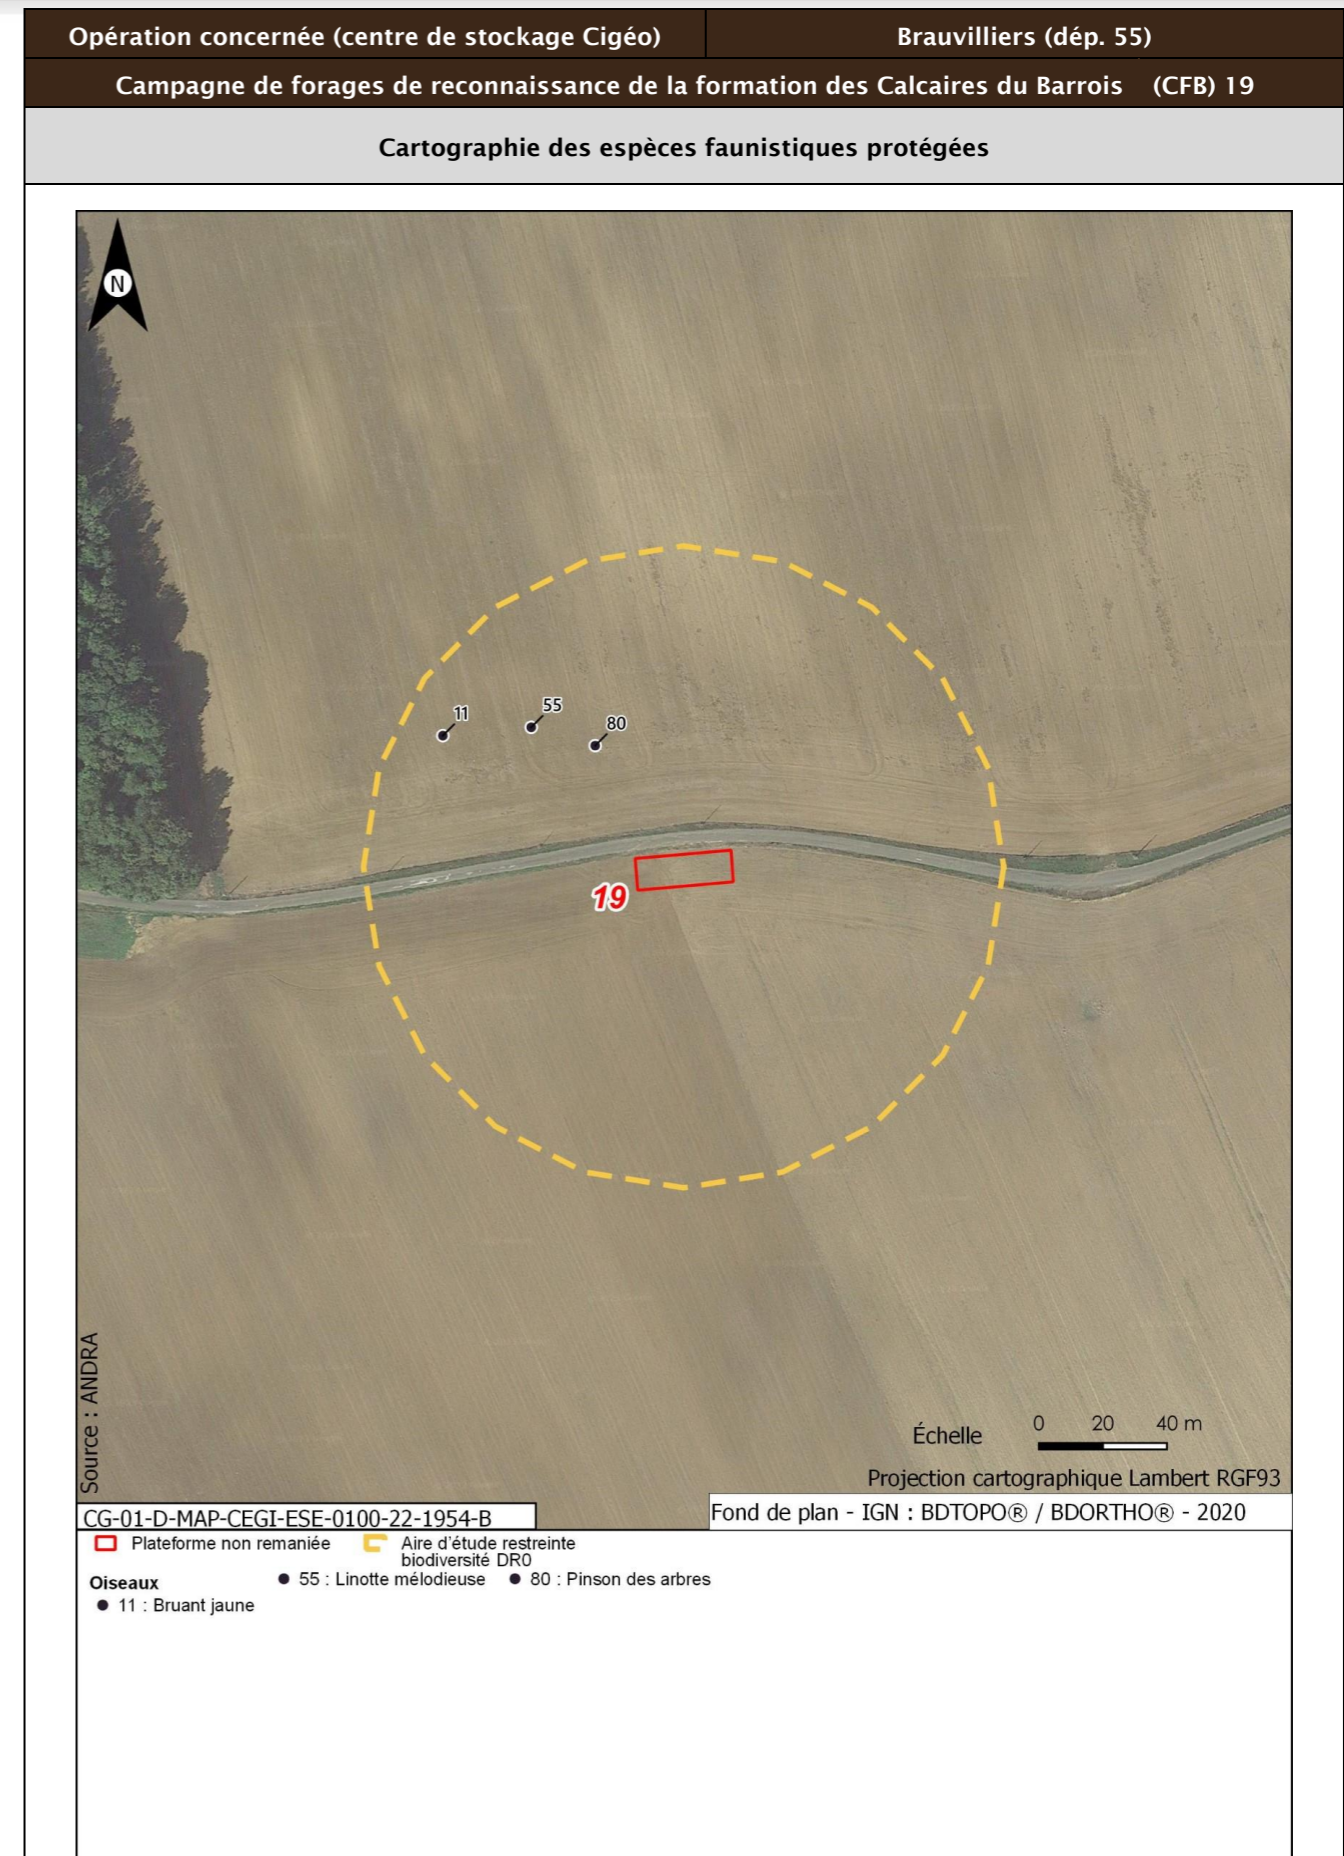 Opération concernée (centre de stockage Cigéo) Brauvilliers (dép. 55)
Campagne de forages de reconnaissance de la formation des Calcaires du Barrois (CFB) 19
Cartographie des espèces faunistiques protégées
N
11
55
80
19
Source : ANDRA
Échelle
0 20 40 m
Projection cartographique Lambert RGF93
CG-01-D-MAP-CEGI-ESE-0100-22-1954-B
Fond de plan - IGN : BDTOPO® / BDORTHO® - 2020
Plateforme non remaniée
Aire d'étude restreinte
biodiversité DR0
Oiseaux
55 : Linotte mélodieuse
80 : Pinson des arbres
11 : Bruant jaune